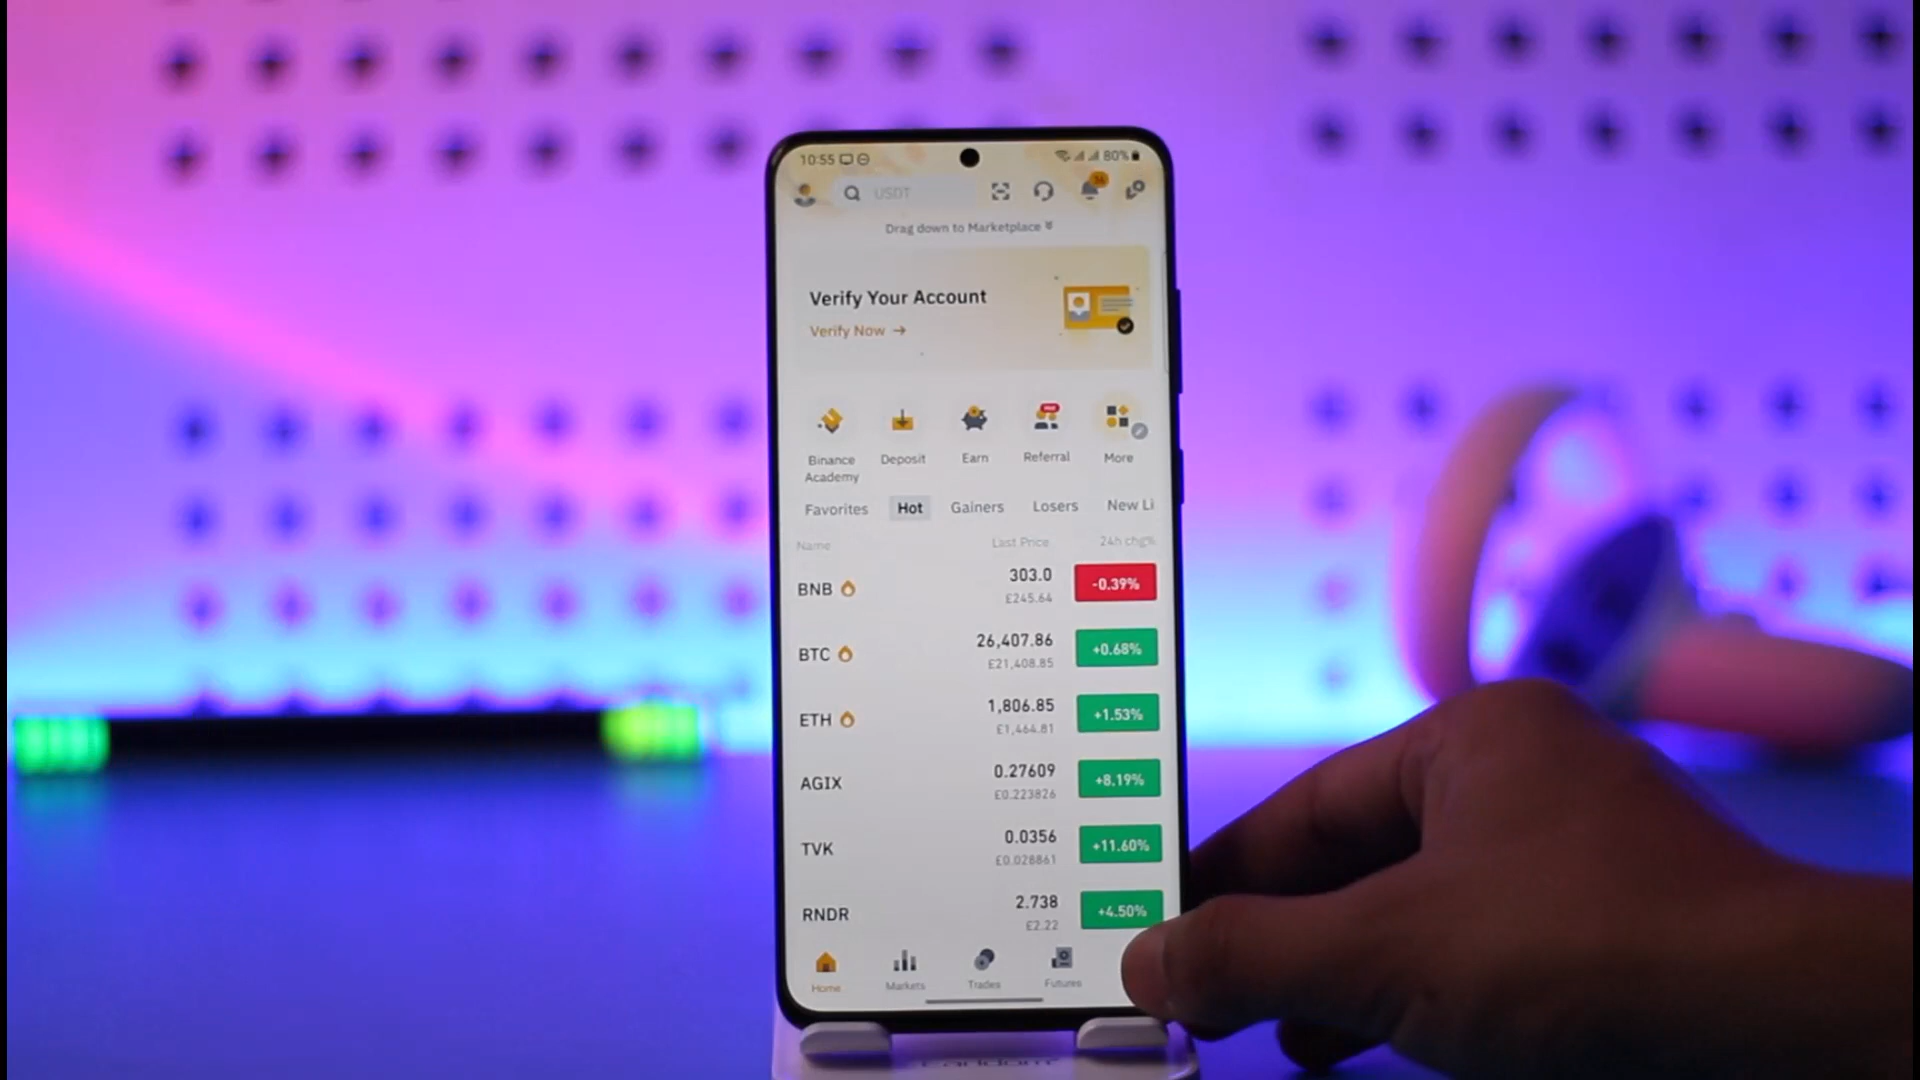 10:55 80%
USDT
Drag down to Marketplace
Verify Your Account
Verify Now →
Binance Academy
Deposit
Earn
Referral
More
Favorites Hot Gainers Losers New Li
Name Last Price 24h chg%
BNB 303.0 -0.39%
£245.64
BTC 26,407.86 +0.68%
£21,408.85
ETH 1,806.85 +1.53%
£1,464.81
AGIX 0.27609 +8.19%
£0.223826
TVK 0.0356 +11.60%
£0.028861
RNDR 2.738 +4.50%
£2.22
Home Markets Trades Futures